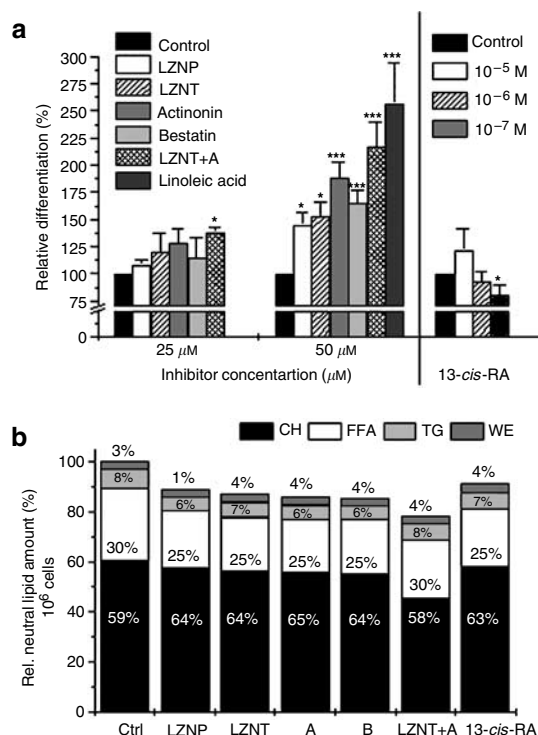 a
Relative differentiation (%)
300
275
250
225
200
175
150
125
100
75
0
Control
LZNP
LZNT
Actinonin
Bestatin
LZNT+A
Linoleic acid
*
* * *** *** *** ***
Control
10⁻⁵ M
10⁻⁶ M
10⁻⁷ M
*
25 μM 50 μM
Inhibitor concentartion (μM)
13-cis-RA
b
CH FFA TG WE
Rel. neutral lipid amount (%)
10⁶ cells
100
80
60
40
20
0
3% 1% 4% 4% 4% 4% 4%
8% 6% 7% 6% 6% 8% 7%
30% 25% 25% 25% 25% 30% 25%
59% 64% 64% 65% 64% 58% 63%
Ctrl LZNP LZNT A B LZNT+A 13-cis-RA